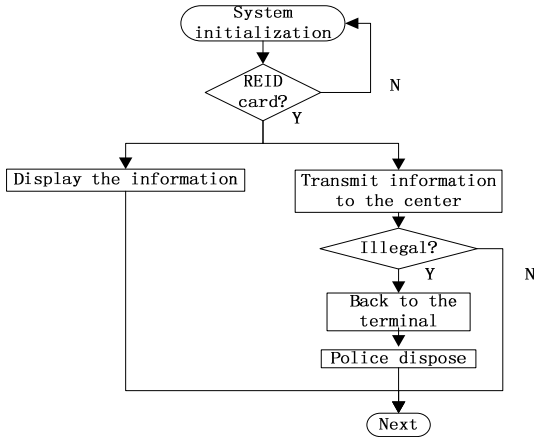 System
initialization
REID
card?
N
Y
Display the information
Transmit information
to the center
Illegal?
N
Y
Back to the
terminal
Police dispose
Next